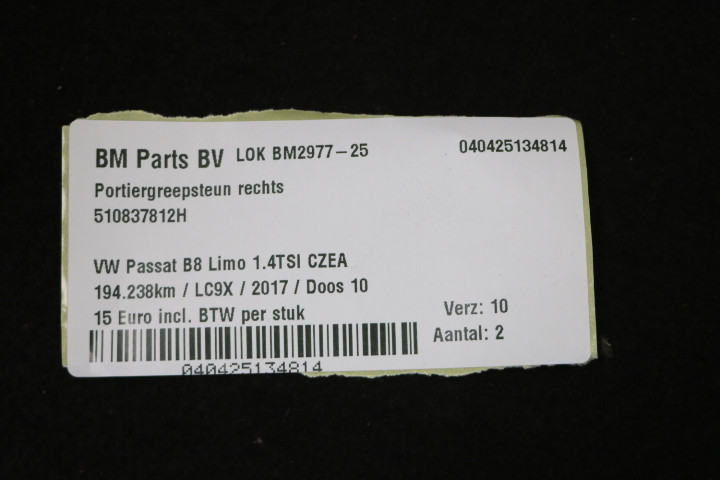 BM Parts BV LOK BM2977-25 040425134814
Portiergreepsteun rechts
510837812H
VW Passat B8 Limo 1.4TSI CZEA
194.238km / LC9X / 2017 / Doos 10
15 Euro incl. BTW per stuk
Verz: 10
Aantal: 2
040425134814